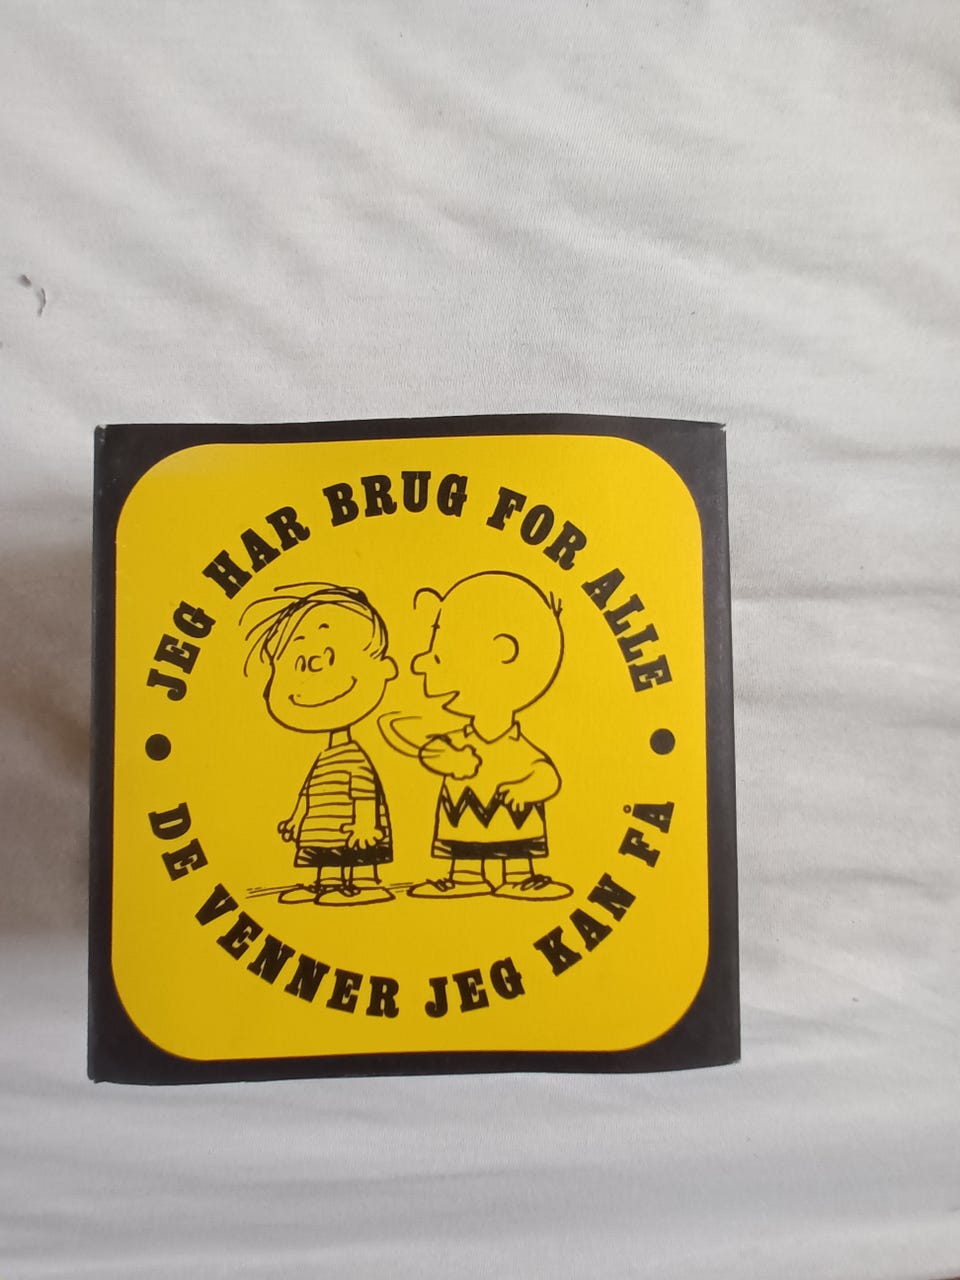 JEG HAR BRUG FOR ALLE
DE VENNER JEG KAN FÅ